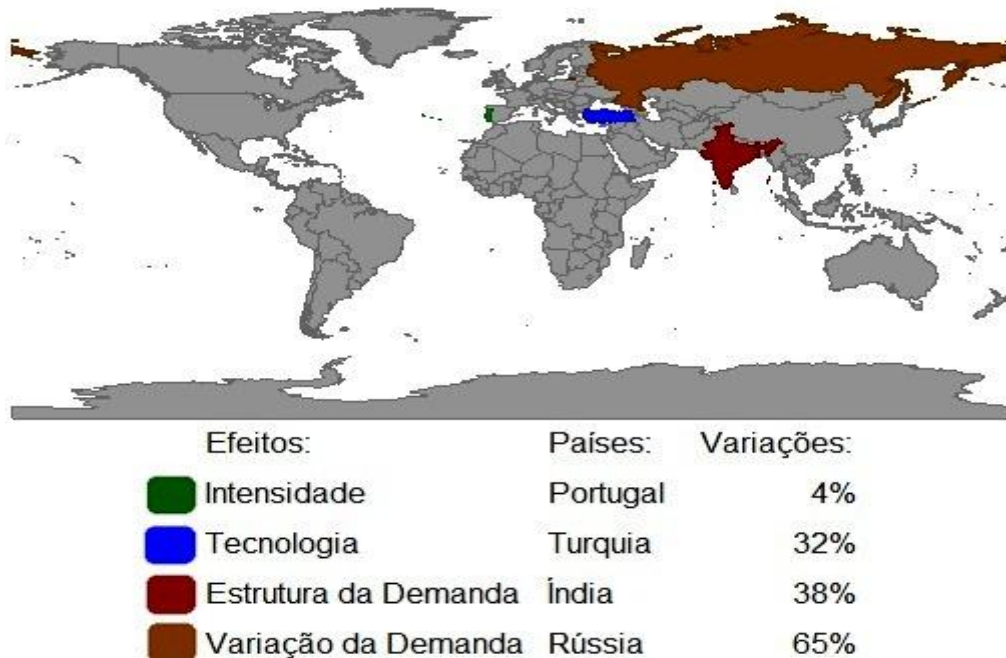 Efeitos: Países: Variações:
Intensidade Portugal 4%
Tecnologia Turquia 32%
Estrutura da Demanda Índia 38%
Variação da Demanda Rússia 65%